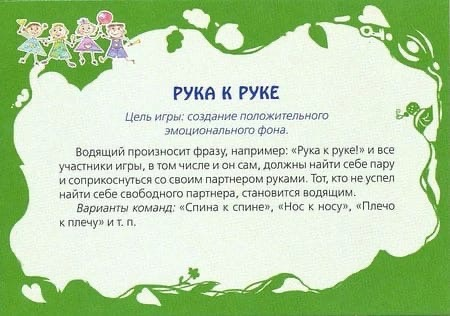 РУКА К РУКЕ
Цель игры: создание положительного
эмоционального фона.
Водящий произносит фразу, например: «Рука к руке!» и все
участники игры, в том числе и он сам, должны найти себе пару
и соприкоснуться со своим партнером руками. Тот, кто не успел
найти себе свободного партнера, становится водящим.
Варианты команд: «Спина к спине», «Нос к носу», «Плечо
к плечу» и т. п.